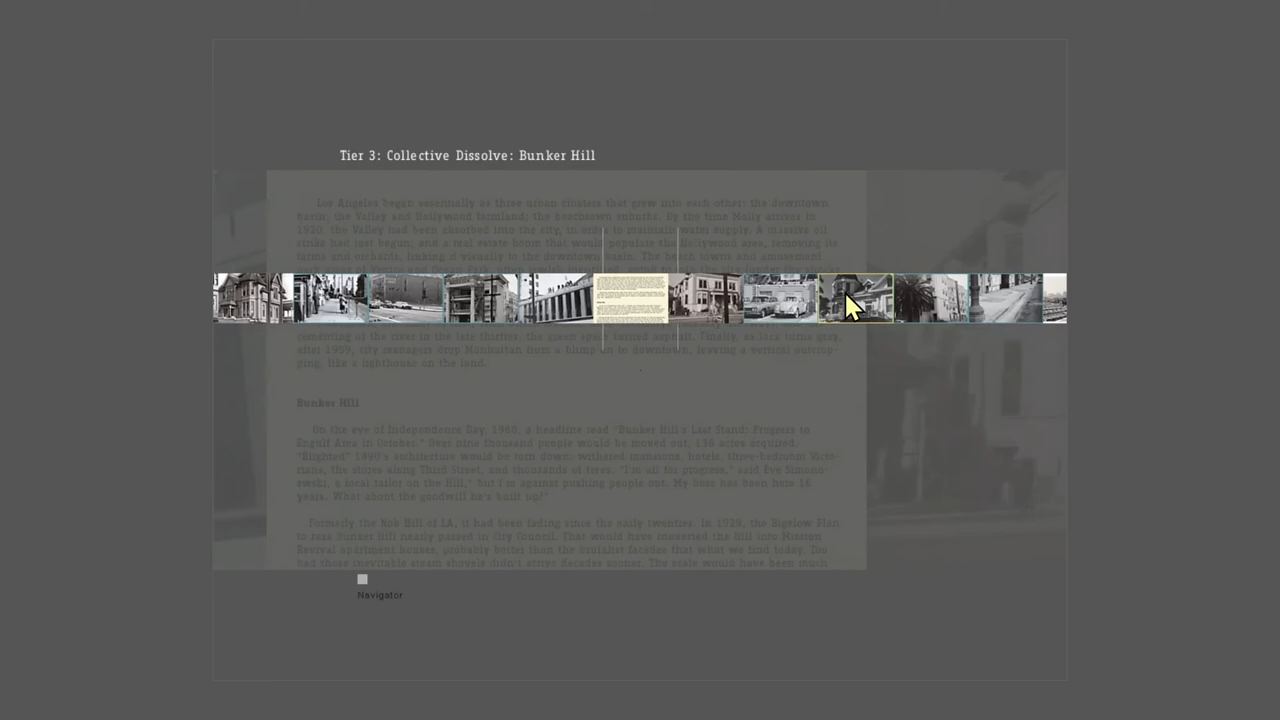 Tier 3: Collective Dissolve: Bunker Hill
Los Angeles began essentially as three urban clusters that grew into each other: the downtown
basin; the Valley and Hollywood farmland; the beachtown suburbs. By the time Molly arrives in
1920, the Valley had been absorbed into the city, in order to maintain water supply. A massive oil
strike had just begun; and a real estate boom that would populate the Hollywood area, removing its
farms and orchards, linking it visually to the downtown basin. The beach towns and amusement
cementing of the river in the late thirties, the green space turned asphalt. Finally, as lack turns gray,
after 1959, city managers drop Manhattan from a blimp on to downtown, leaving a vertical outcrop-
ping, like a lighthouse on the land.
Bunker Hill
On the eve of Independence Day, 1960, a headline read "Bunker Hill's Last Stand: Progress to
Engulf Area in October." Over nine thousand people would be moved out, 136 acres acquired.
"Blighted" 1890's architecture would be torn down: withered mansions, hotels, three-bedroom Victo-
rians, the stores along Third Street, and thousands of trees. "I'm all for progress," said Eve Simono-
owski, a local tailor on the Hill," but I'm against pushing people out. My boss has been here 16
years. What about the goodwill he's built up?"
Formerly the Nob Hill of LA, it had been fading since the early twenties. In 1929, the Bigelow Plan
to raze Bunker Hill nearly passed in City Council. That would have converted the hill into Mission
Revival apartment houses, probably better than the brutalist facades that what we find today. Too
bad those inevitable steam shovels didn't arrive decades sooner. The scale would have been much
Navigator